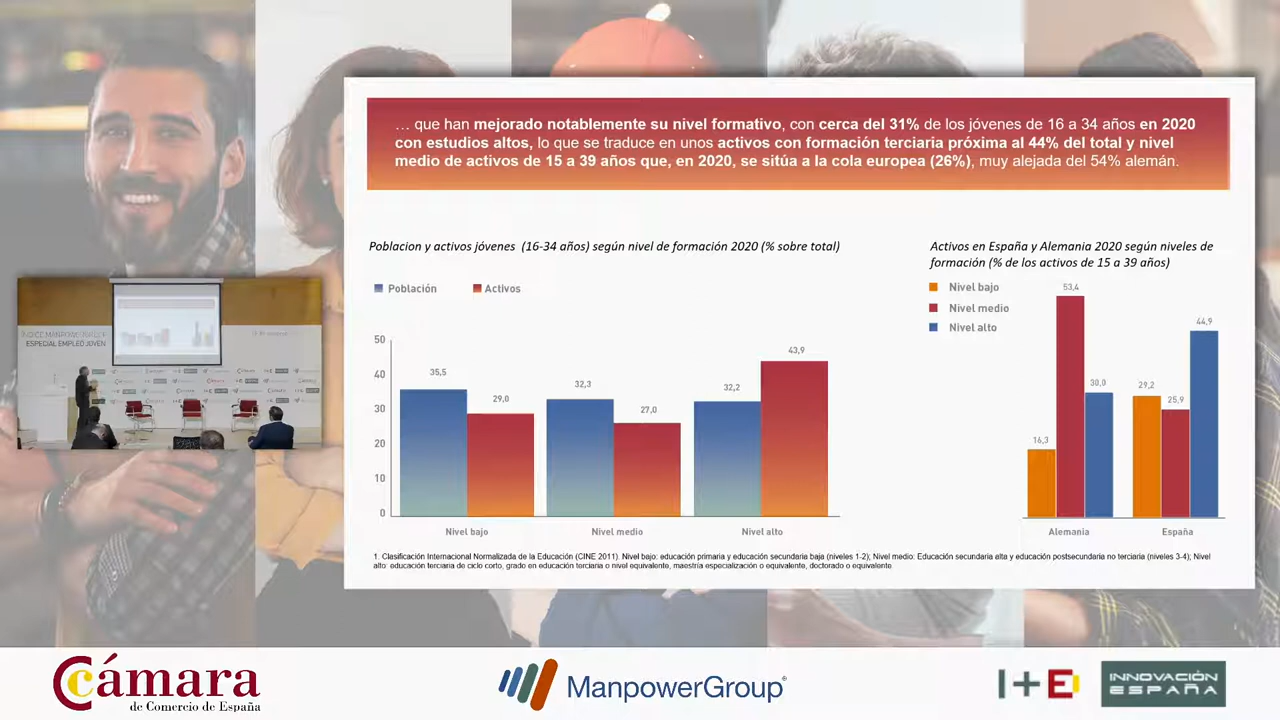 … que han mejorado notablemente su nivel formativo, con cerca del 31% de los jóvenes de 16 a 34 años en 2020
con estudios altos, lo que se traduce en unos activos con formación terciaria próxima al 44% del total y nivel
medio de activos de 15 a 39 años que, en 2020, se sitúa a la cola europea (26%), muy alejada del 54% alemán.
Poblacion y activos jóvenes (16-34 años) según nivel de formación 2020 (% sobre total)
Población
Activos
50
40
30
20
10
0
35,5
29,0
32,3
27,0
32,2
43,9
Nivel bajo
Nivel medio
Nivel alto
Activos en España y Alemania 2020 según niveles de
formación (% de los activos de 15 a 39 años)
Nivel bajo
Nivel medio
Nivel alto
16,3
53,4
30,0
29,2
25,9
44,9
Alemania
España
1. Clasificación Internacional Normalizada de la Educación (CINE 2011). Nivel bajo: educación primaria y educación secundaria baja (niveles 1-2); Nivel medio: Educación secundaria alta y educación postsecundaria no terciaria (niveles 3-4); Nivel
alto: educación terciaria de ciclo corto, grado en educación terciaria o nivel equivalente, maestría especialización o equivalente, doctorado o equivalente
ESPECIAL EMPLEO JOVEN
Cámara
de Comercio de España
ManpowerGroup®
I+E
INNOVACIÓN
ESPAÑA